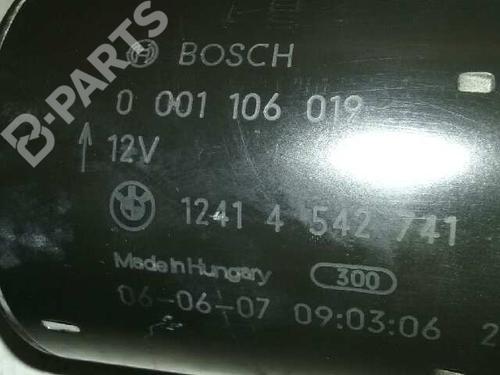 BOSCH
0 001 106 019
12V
1241 4 542 741
Made in Hungary 300
06-06-07 09:03:06 2
B-PARTS